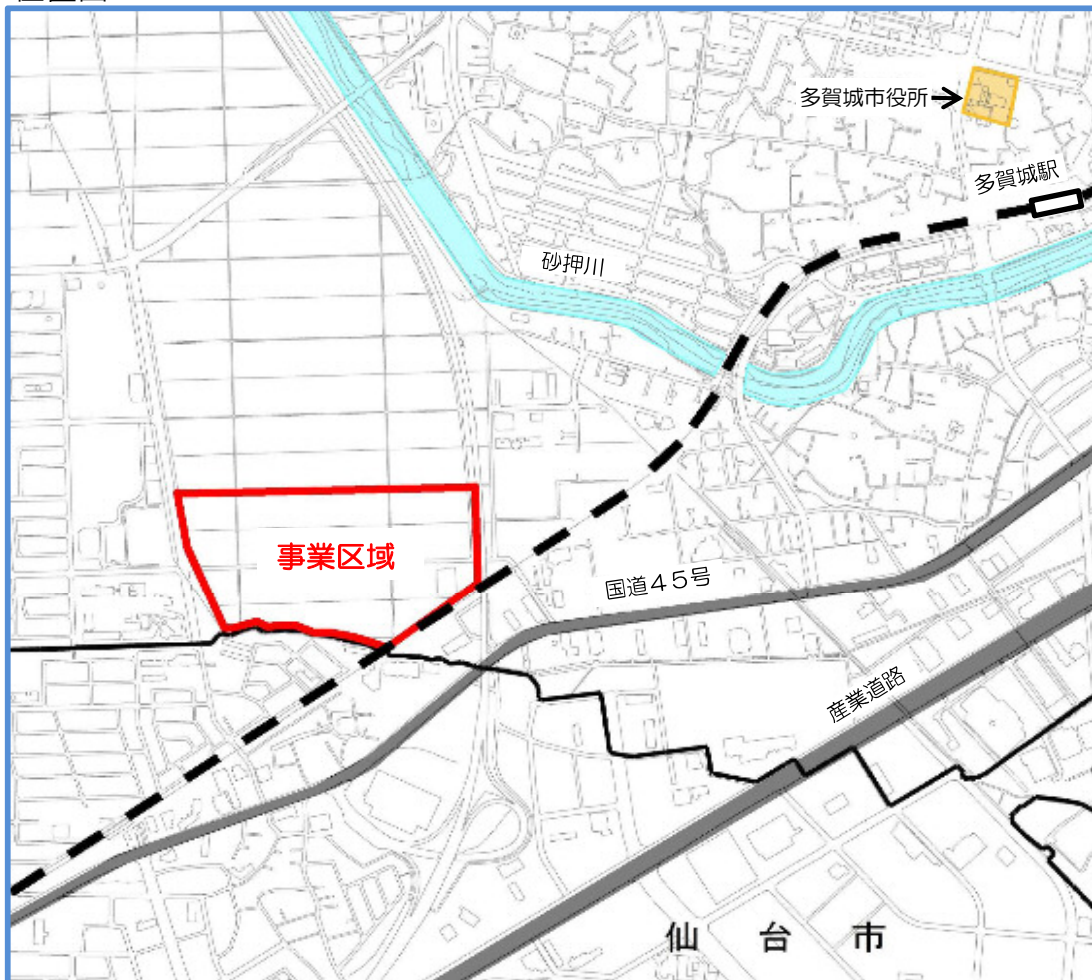 多賀城市役所
多賀城駅
砂押川
事業区域
国道４５号
産業道路
仙台市